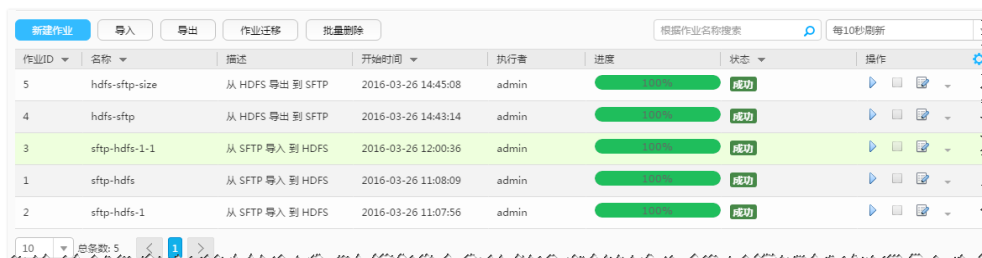 新建作业 导入 导出 作业迁移 批量删除 根据作业名称搜索 每10秒刷新
作业ID 名称 描述 开始时间 执行者 进度 状态 操作
5 hdfs-sftp-size 从 HDFS 导出 到 SFTP 2016-03-26 14:45:08 admin 100% 成功
4 hdfs-sftp 从 HDFS 导出 到 SFTP 2016-03-26 14:43:14 admin 100% 成功
3 sftp-hdfs-1-1 从 SFTP 导入 到 HDFS 2016-03-26 12:00:36 admin 100% 成功
1 sftp-hdfs 从 SFTP 导入 到 HDFS 2016-03-26 11:08:09 admin 100% 成功
2 sftp-hdfs-1 从 SFTP 导入 到 HDFS 2016-03-26 11:07:56 admin 100% 成功
10 总条数: 5 1